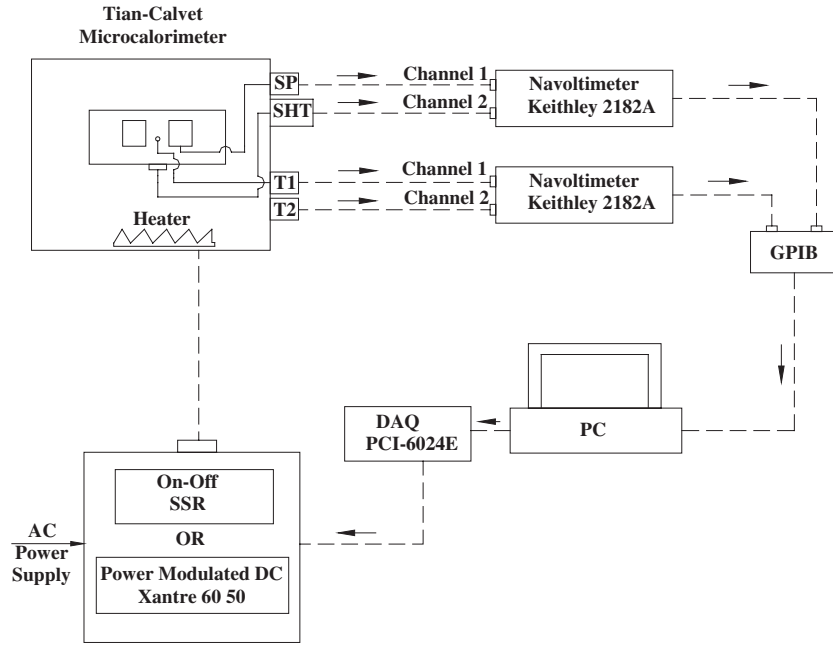 Tian-Calvet
Microcalorimeter
SP
Channel 1
Navoltimeter
Keithley 2182A
SHT
Channel 2
T1
Channel 1
Navoltimeter
Keithley 2182A
T2
Channel 2
Heater
GPIB
DAQ
PCI-6024E
PC
On-Off
SSR
OR
AC
Power
Supply
Power Modulated DC
Xantre 60 50